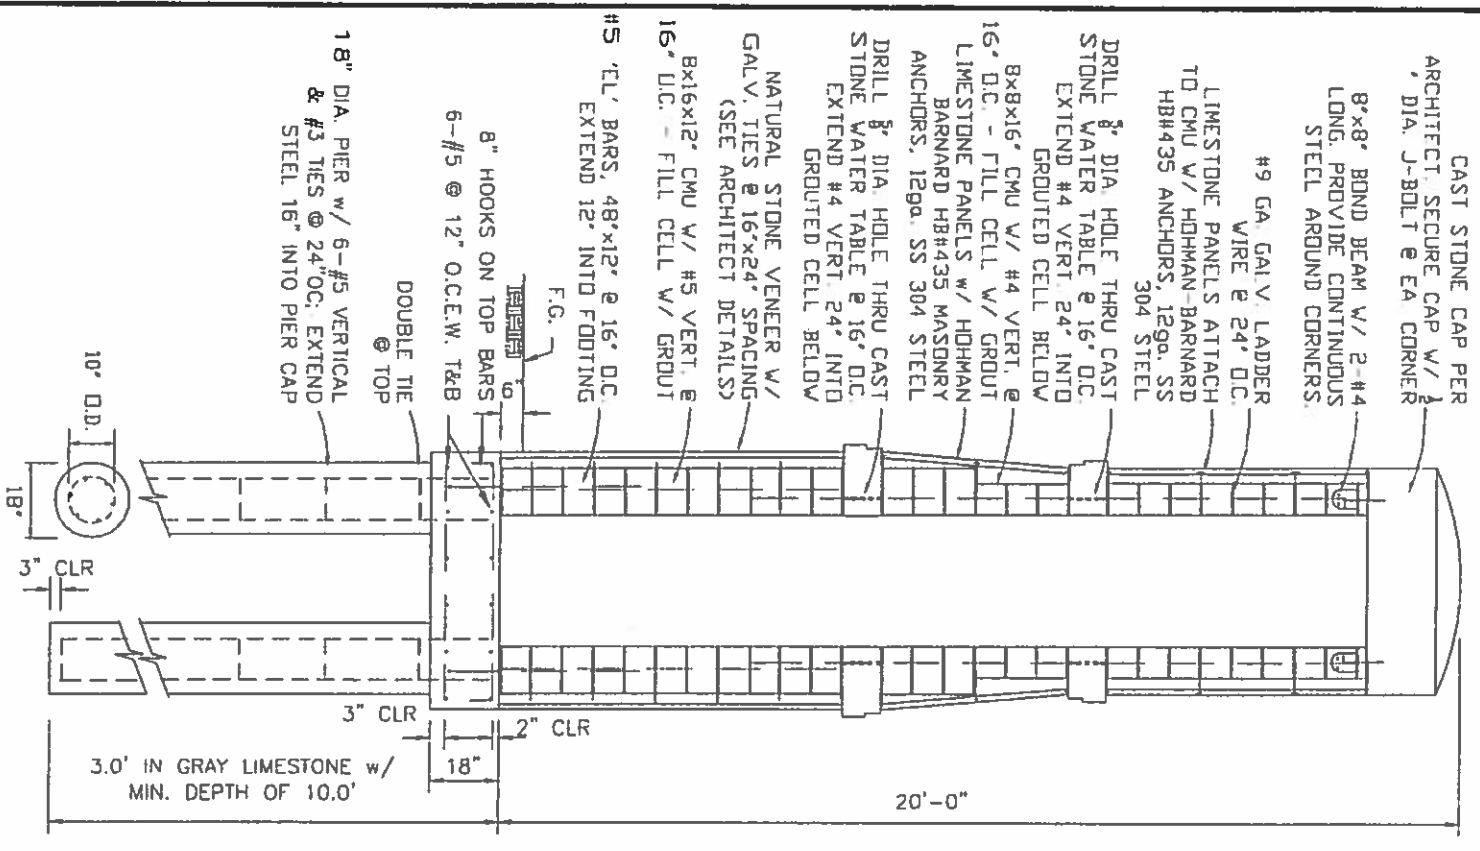 CAST STONE CAP PER
ARCHITECT. SECURE CAP W/ 1/2
" DIA. J-BOLT @ EA CORNER
8"x8" BOND BEAM W/ 2-#4
LONG. PROVIDE CONTINUOUS
STEEL AROUND CORNERS.
#9 GA. GALV. LADDER
WIRE @ 24" O.C.
LIMESTONE PANELS ATTACH
TO CMU W/ HOHMAN-BARNARD
HB#435 ANCHORS, 12ga. SS
304 STEEL
DRILL 5/8" DIA. HOLE THRU CAST
STONE WATER TABLE @ 16" O.C.
EXTEND #4 VERT. 24" INTO
GROUTED CELL BELOW
8x8x16" CMU W/ #4 VERT. @
16" O.C. - FILL CELL W/ GROUT
LIMESTONE PANELS w/ HOHMAN
BARNARD HB#435 MASONRY
ANCHORS, 12ga. SS 304 STEEL
DRILL 5/8" DIA. HOLE THRU CAST
STONE WATER TABLE @ 16" O.C.
EXTEND #4 VERT. 24" INTO
GROUTED CELL BELOW
NATURAL STONE VENEER W/
GALV. TIES @ 16"x24" SPACING
(SEE ARCHITECT DETAILS)
8x16x12" CMU W/ #5 VERT. @
16" O.C. - FILL CELL W/ GROUT
#5 'EL' BARS, 48"x12" @ 16" O.C.
EXTEND 12" INTO FOOTING
F.G.
6"
8" HOOKS ON TOP BARS
6-#5 @ 12" O.C.E.W. T&B
DOUBLE TIE
@ TOP
18" DIA. PIER w/ 6-#5 VERTICAL
& #3 TIES @ 24"OC; EXTEND
STEEL 16" INTO PIER CAP
10" O.D.
18"
3" CLR
3" CLR
2" CLR
18"
3.0' IN GRAY LIMESTONE w/
MIN. DEPTH OF 10.0'
20'-0"